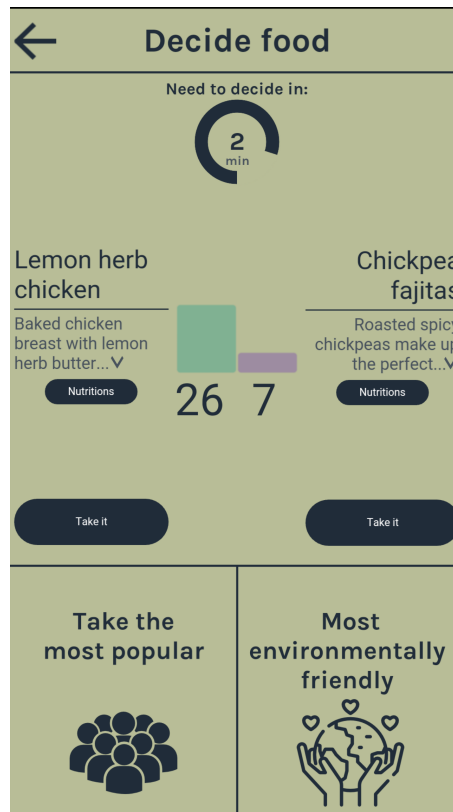 Decide food
Need to decide in:
2
min
Lemon herb
chicken
Baked chicken
breast with lemon
herb butter...
Nutritions
Take it
26
7
Chickpea
fajitas
Roasted spicy
chickpeas make up
the perfect...
Nutritions
Take it
Take the
most popular
Most
environmentally
friendly